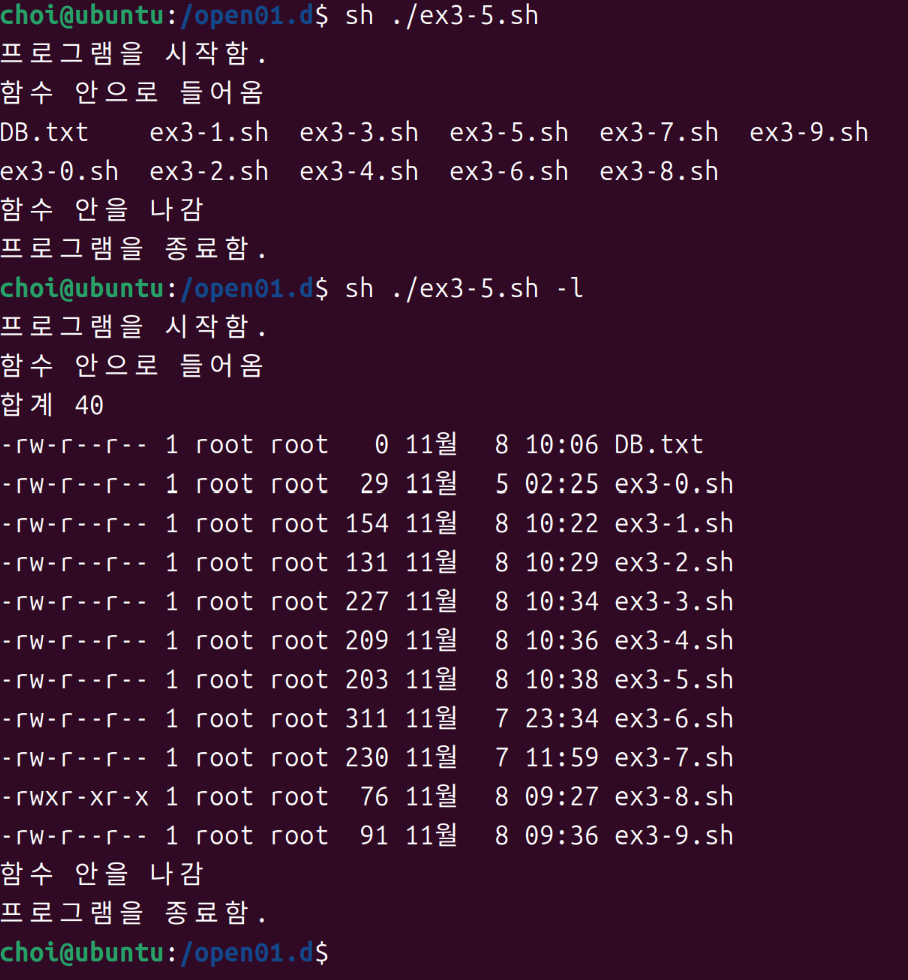 choi@ubuntu:/open01.d$ sh ./ex3-5.sh
프로그램을 시작함.
함수 안으로 들어옴
DB.txt    ex3-1.sh  ex3-3.sh  ex3-5.sh  ex3-7.sh  ex3-9.sh
ex3-0.sh  ex3-2.sh  ex3-4.sh  ex3-6.sh  ex3-8.sh
함수 안을 나감
프로그램을 종료함.
choi@ubuntu:/open01.d$ sh ./ex3-5.sh -l
프로그램을 시작함.
함수 안으로 들어옴
합계 40
-rw-r--r-- 1 root root   0 11월  8 10:06 DB.txt
-rw-r--r-- 1 root root  29 11월  5 02:25 ex3-0.sh
-rw-r--r-- 1 root root 154 11월  8 10:22 ex3-1.sh
-rw-r--r-- 1 root root 131 11월  8 10:29 ex3-2.sh
-rw-r--r-- 1 root root 227 11월  8 10:34 ex3-3.sh
-rw-r--r-- 1 root root 209 11월  8 10:36 ex3-4.sh
-rw-r--r-- 1 root root 203 11월  8 10:38 ex3-5.sh
-rw-r--r-- 1 root root 311 11월  7 23:34 ex3-6.sh
-rw-r--r-- 1 root root 230 11월  7 11:59 ex3-7.sh
-rwxr-xr-x 1 root root  76 11월  8 09:27 ex3-8.sh
-rw-r--r-- 1 root root  91 11월  8 09:36 ex3-9.sh
함수 안을 나감
프로그램을 종료함.
choi@ubuntu:/open01.d$